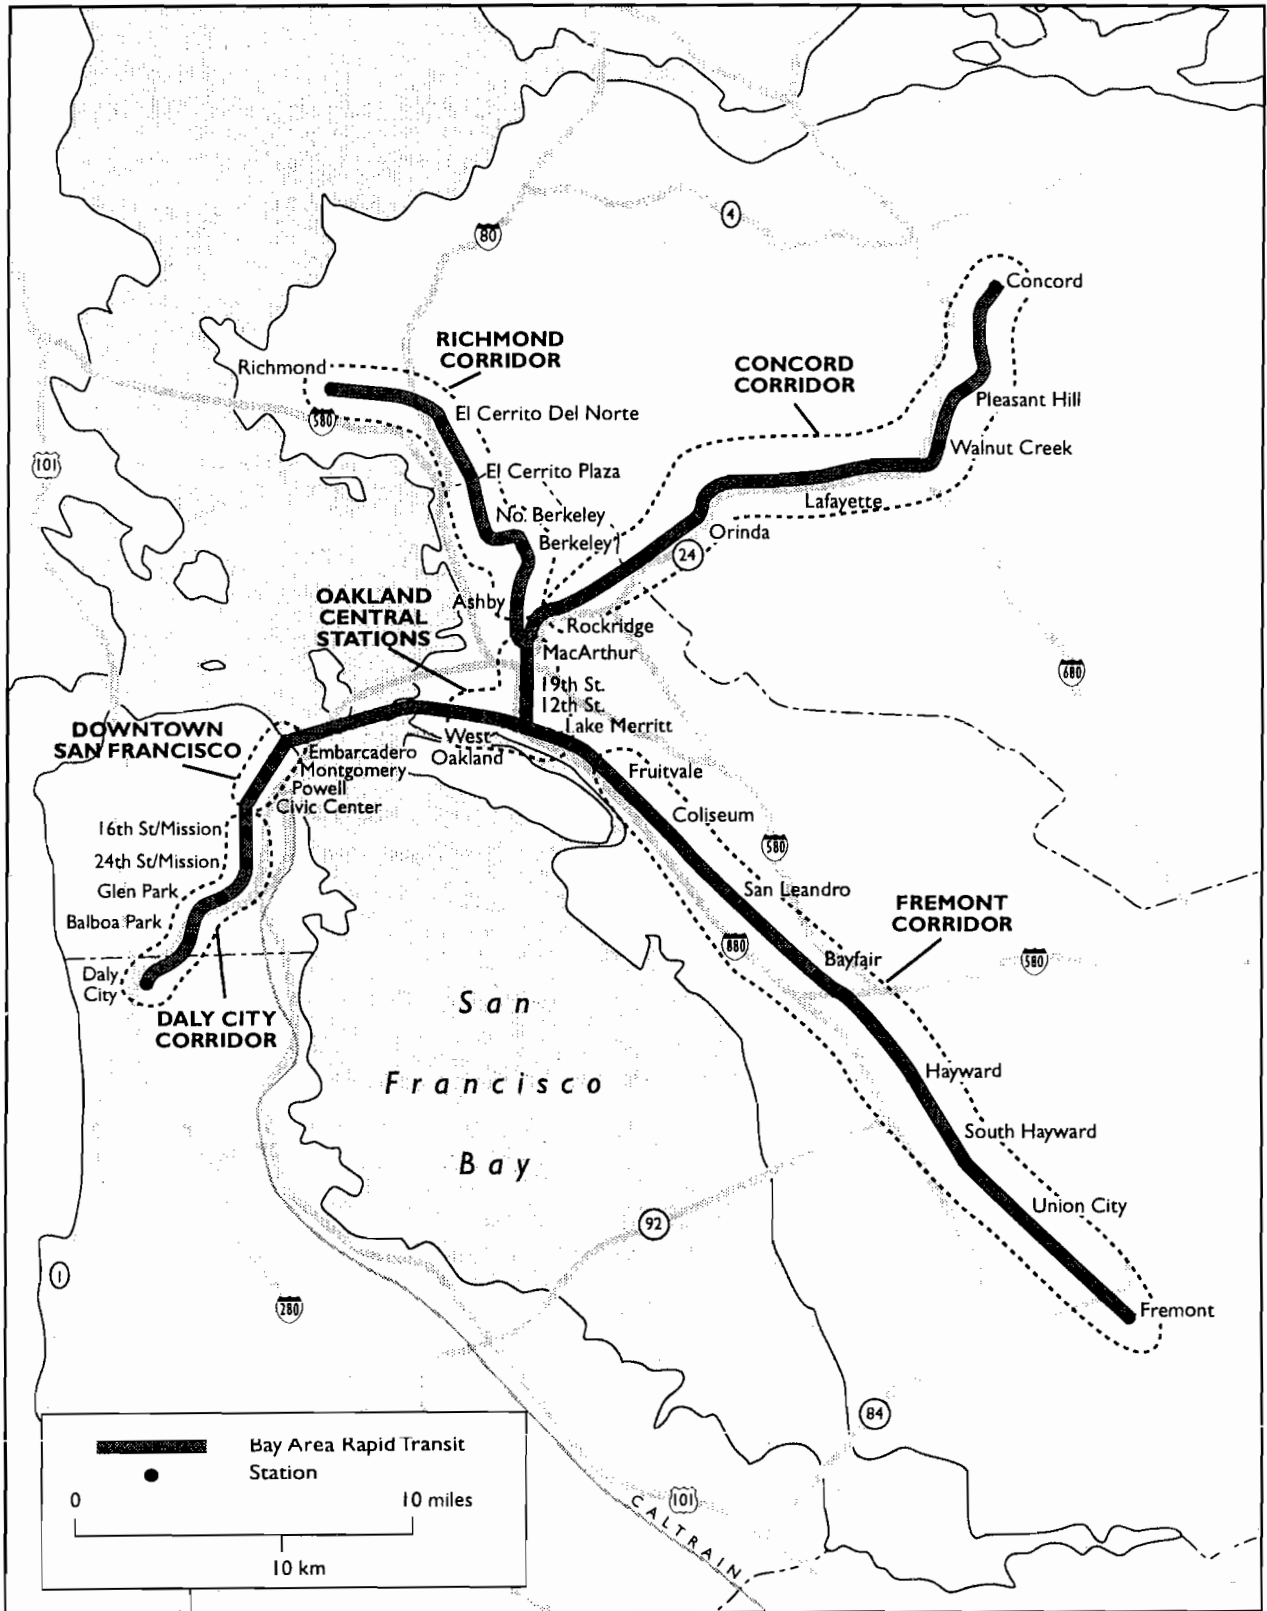 80
4
Concord
RICHMOND
CORRIDOR
Richmond
CONCORD
CORRIDOR
El Cerrito Del Norte
Pleasant Hill
580
101
Walnut Creek
El Cerrito Plaza
Lafayette
No. Berkeley
Orinda
Berkeley
24
OAKLAND
CENTRAL
STATIONS
Ashby
Rockridge
MacArthur
680
19th St.
12th St.
Lake Merritt
DOWNTOWN
SAN FRANCISCO
West
Oakland
Embarcadero
Montgomery
Powell
Civic Center
Fruitvale
Coliseum
16th St/Mission
24th St/Mission
580
Glen Park
San Leandro
Balboa Park
FREMONT
CORRIDOR
880
Bayfair
580
Daly
City
San
Francisco
Bay
DALY CITY
CORRIDOR
Hayward
South Hayward
Union City
92
1
280
Fremont
84
Bay Area Rapid Transit
Station
0 10 miles
10 km
101
CALTRAIN